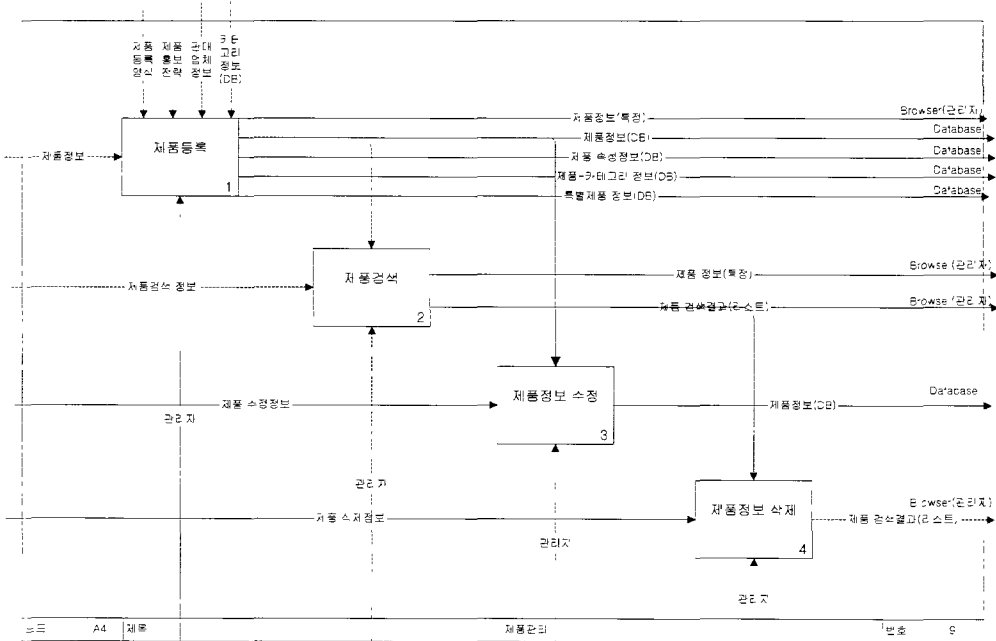 제품
등록
양식
제품
홍보
전략
판매
업체
정보
고리
정보
(DB)
제품정보(특정)
Browser(관리자)
제품정보
제품등록
1
제품정보(DB)
Database
제품 속성정보(DB)
Database
제품-카테고리 정보(DB)
Database
특별제품 정보(DB)
Database
제품검색 정보
제품검색
2
제품 정보(특정)
Browse (관리자)
제품 검색결과(리스트)
Browse (관리자)
제품 수정정보
관리자
제품정보 수정
3
제품정보(DB)
Database
관리자
제품 삭제정보
관리자
제품정보 삭제
4
Browser(관리자)
제품 검색결과(리스트)
관리자
A4
제목
제품관리
번호